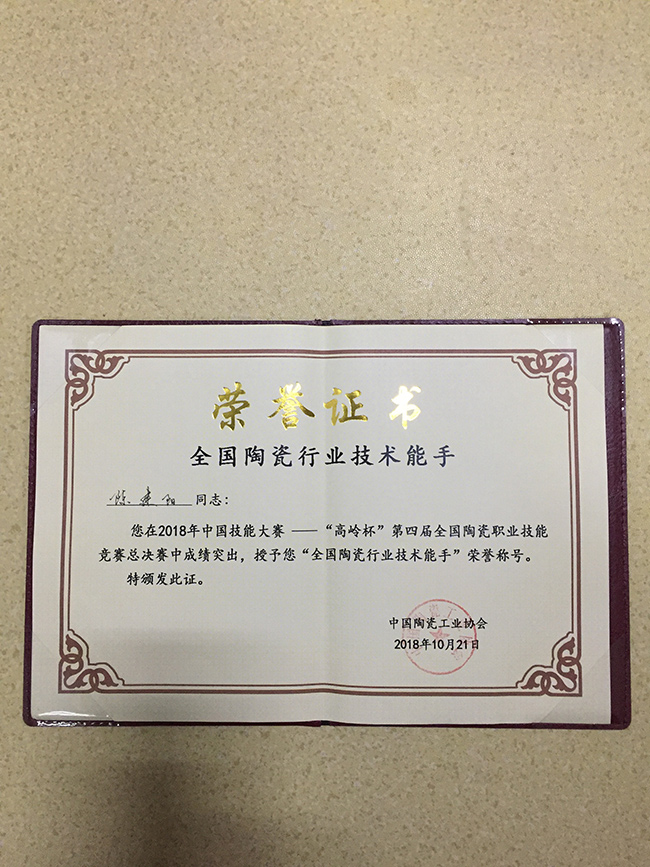 荣誉证书
全国陶瓷行业技术能手
陈建阳 同志：
您在2018年中国技能大赛 ——“高岭杯”第四届全国陶瓷职业技能
竞赛总决赛中成绩突出，授予您“全国陶瓷行业技术能手”荣誉称号。
特颁发此证。
中国陶瓷工业协会
2018年10月21日